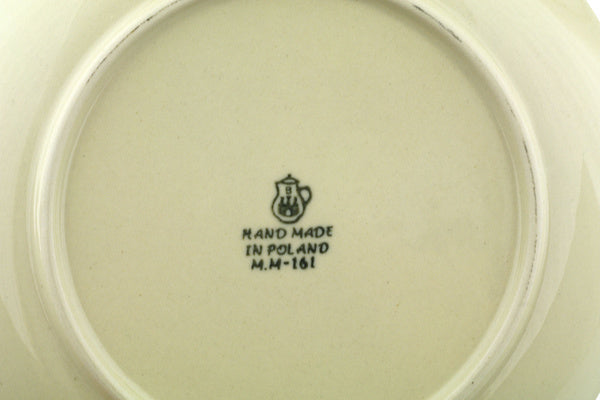 B
HAND MADE
IN POLAND
M.M-161